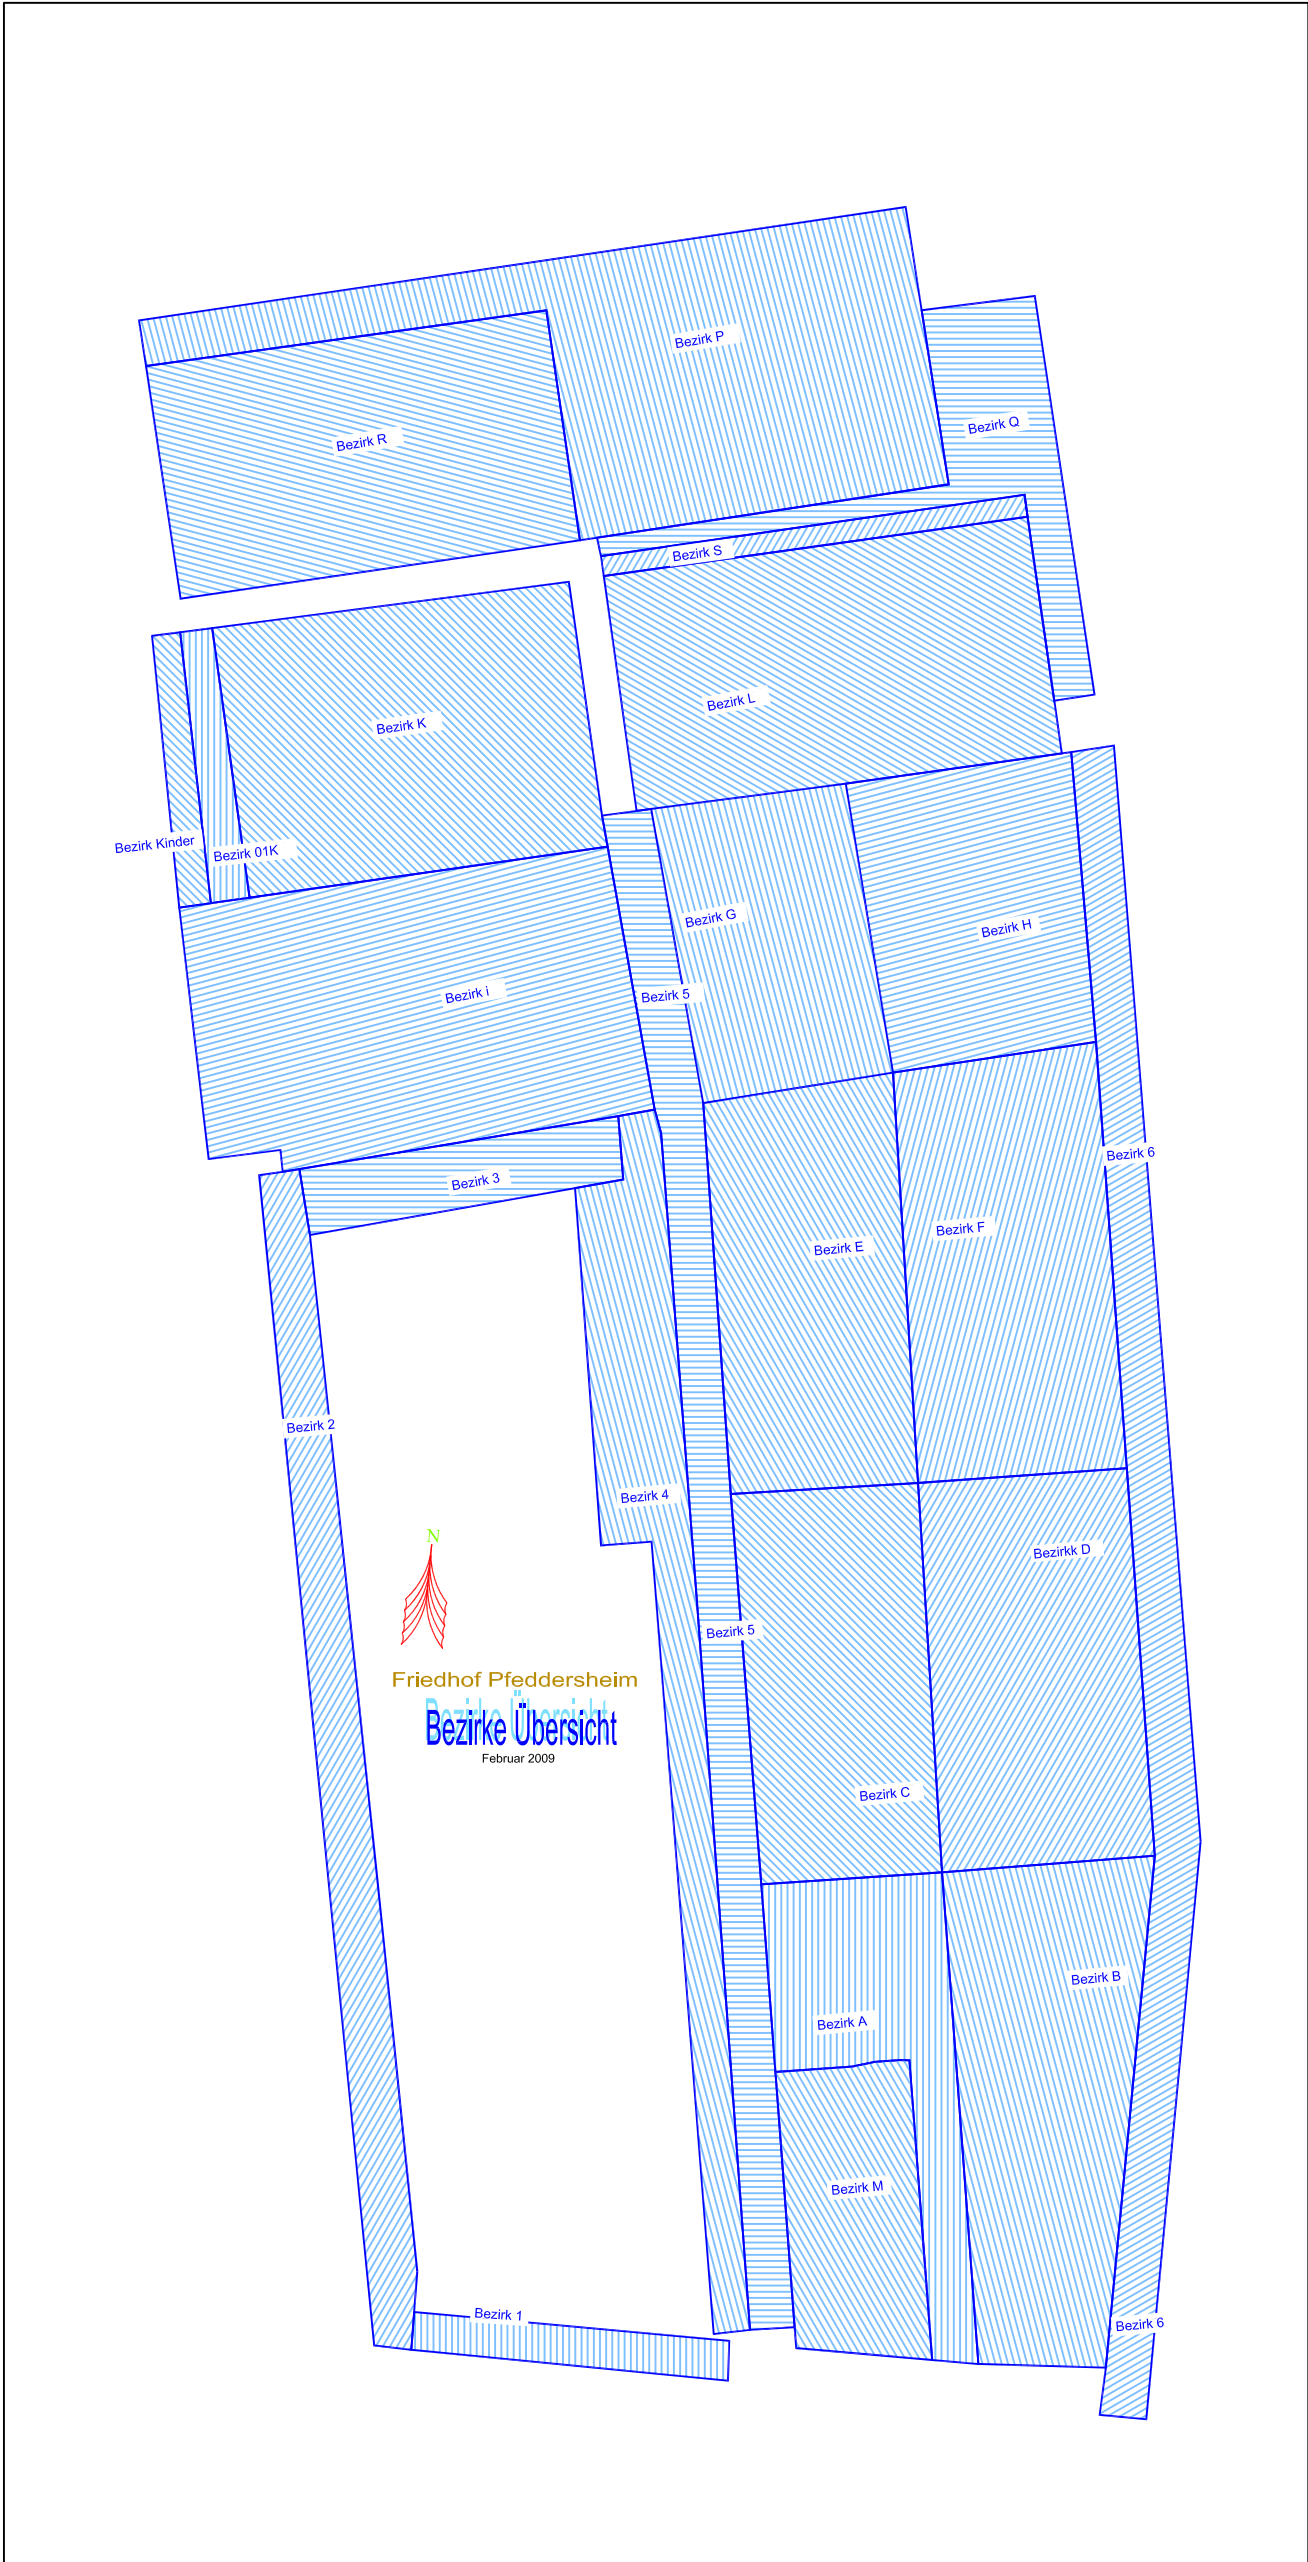 Bezirk P
Bezirk Q
Bezirk R
Bezirk S
Bezirk L
Bezirk K
Bezirk Kinder
Bezirk 01K
Bezirk G
Bezirk H
Bezirk i
Bezirk 5
Bezirk 6
Bezirk 3
Bezirk F
Bezirk E
Bezirk 2
Bezirk 4
N
Bezirkk D
Bezirk 5
Friedhof Pfeddersheim
Bezirke Übersicht
Februar 2009
Bezirk C
Bezirk B
Bezirk A
Bezirk M
Bezirk 1
Bezirk 6